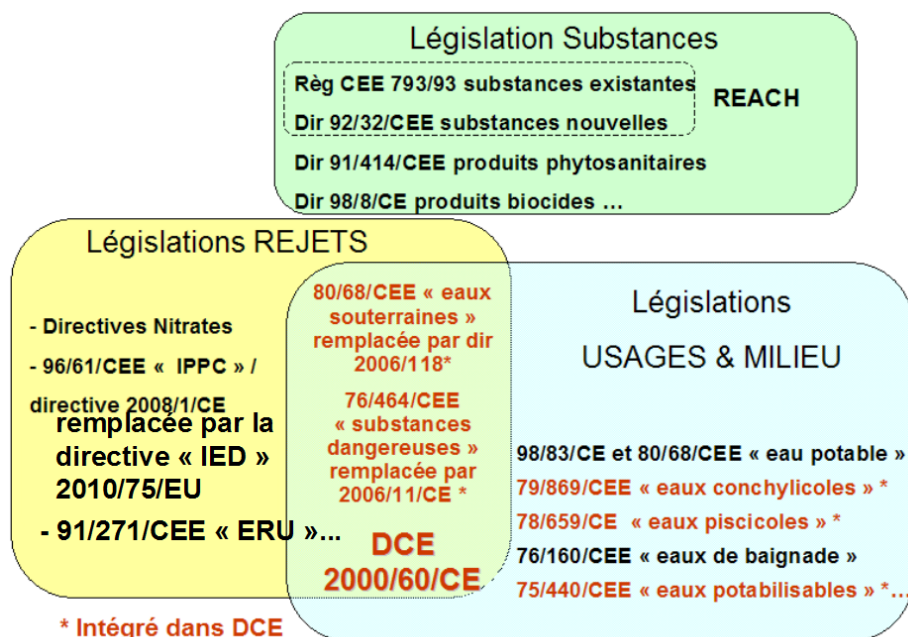 Législation Substances
Règ CEE 793/93 substances existantes
REACH
Dir 92/32/CEE substances nouvelles
Dir 91/414/CEE produits phytosanitaires
Dir 98/8/CE produits biocides ...
Législations REJETS
- Directives Nitrates
- 96/61/CEE « IPPC » /
directive 2008/1/CE
remplacée par la
directive « IED »
2010/75/EU
- 91/271/CEE « ERU »...
80/68/CEE « eaux
souterraines »
remplacée par dir
2006/118*
76/464/CEE
« substances
dangereuses »
remplacée par
2006/11/CE *
DCE
2000/60/CE
Législations
USAGES & MILIEU
98/83/CE et 80/68/CEE « eau potable »
79/869/CEE « eaux conchylicoles » *
78/659/CE « eaux piscicoles » *
76/160/CEE « eaux de baignade »
75/440/CEE « eaux potabilisables » *...
* Intégré dans DCE